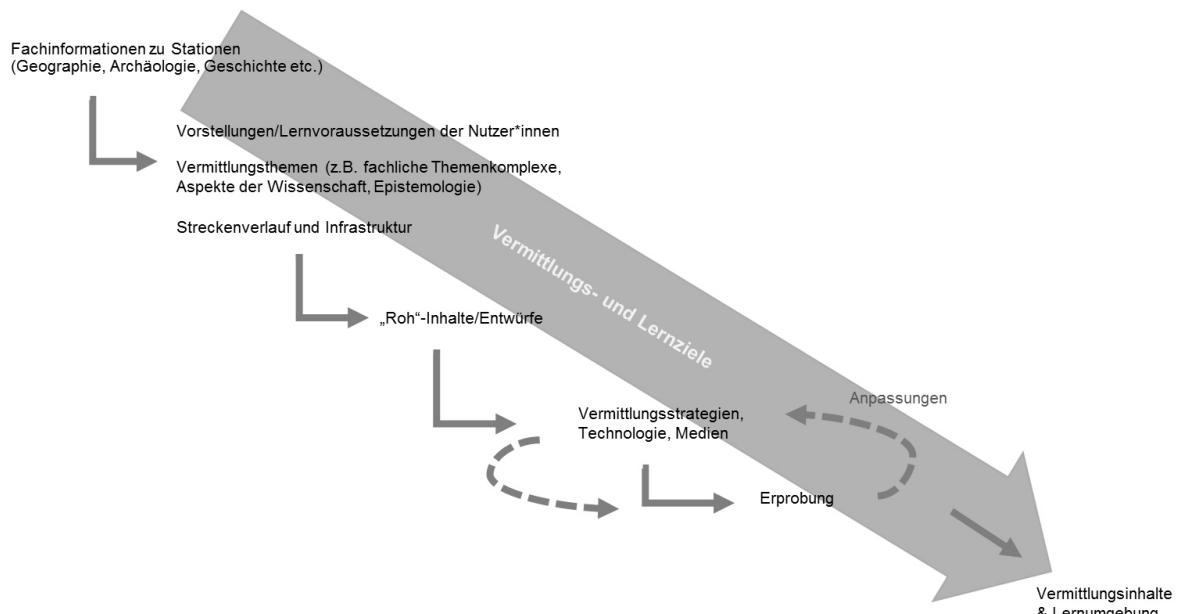 Fachinformationen zu Stationen
(Geographie, Archäologie, Geschichte etc.)
Vorstellungen/Lernvoraussetzungen der Nutzer*innen
Vermittlungsthemen (z.B. fachliche Themenkomplexe,
Aspekte der Wissenschaft, Epistemologie)
Streckenverlauf und Infrastruktur
Vermittlungs- und Lernziele
„Roh“-Inhalte/Entwürfe
Anpassungen
Vermittlungsstrategien,
Technologie, Medien
Erprobung
Vermittlungsinhalte
& Lernumgebung